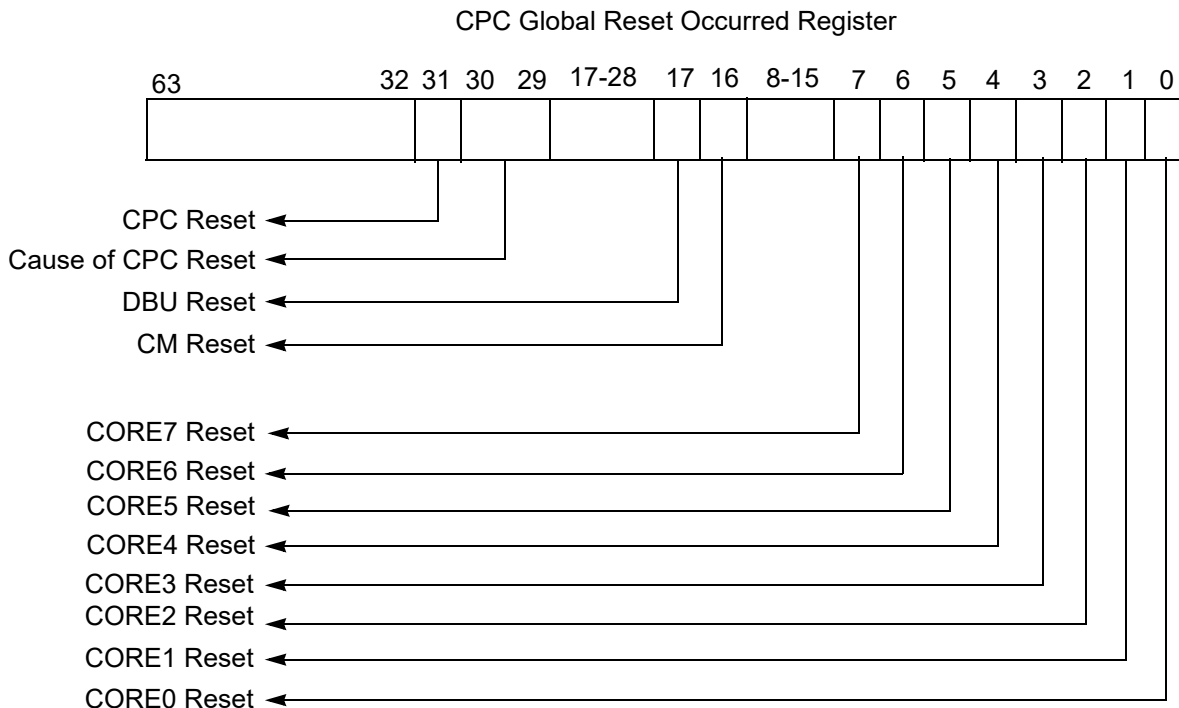 CPC Global Reset Occurred Register
63 32 31 30 29 17-28 17 16 8-15 7 6 5 4 3 2 1 0
CPC Reset
Cause of CPC Reset
DBU Reset
CM Reset
CORE7 Reset
CORE6 Reset
CORE5 Reset
CORE4 Reset
CORE3 Reset
CORE2 Reset
CORE1 Reset
CORE0 Reset